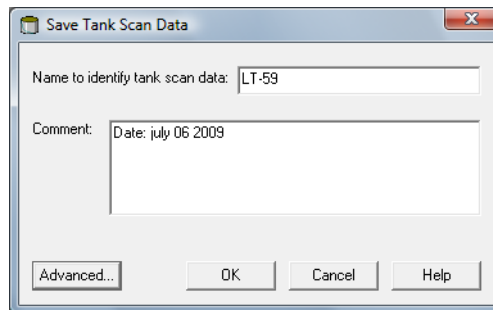 Save Tank Scan Data
Name to identify tank scan data: LT-59
Comment: Date: july 06 2009
Advanced... OK Cancel Help